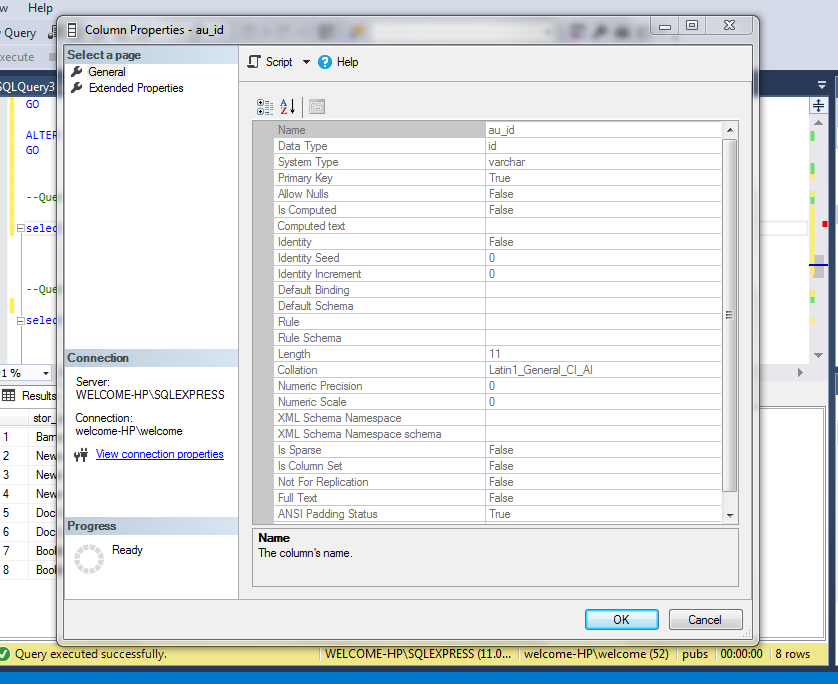 w Help
Query
xecute
SQLQuery3
GO
ALTER
GO
--Que
selec
--Que
selec
1 %
Results
stor_
1 Bar
2 New
3 New
4 New
5 Doc
6 Doc
7 Boo
8 Boo
Column Properties - au_id
Select a page
General
Extended Properties
Script Help
Name au_id
Data Type id
System Type varchar
Primary Key True
Allow Nulls False
Is Computed False
Computed text
Identity False
Identity Seed 0
Identity Increment 0
Default Binding
Default Schema
Rule
Rule Schema
Length 11
Collation Latin1_General_CI_AI
Numeric Precision 0
Numeric Scale 0
XML Schema Namespace
XML Schema Namespace schema
Is Sparse False
Is Column Set False
Not For Replication False
Full Text False
ANSI Padding Status True
Name
The column's name.
Connection
Server:
WELCOME-HP\SQLEXPRESS
Connection:
welcome-HP\welcome
View connection properties
Progress
Ready
OK Cancel
Query executed successfully. WELCOME-HP\SQLEXPRESS (11.0... welcome-HP\welcome (52) pubs 00:00:00 8 rows